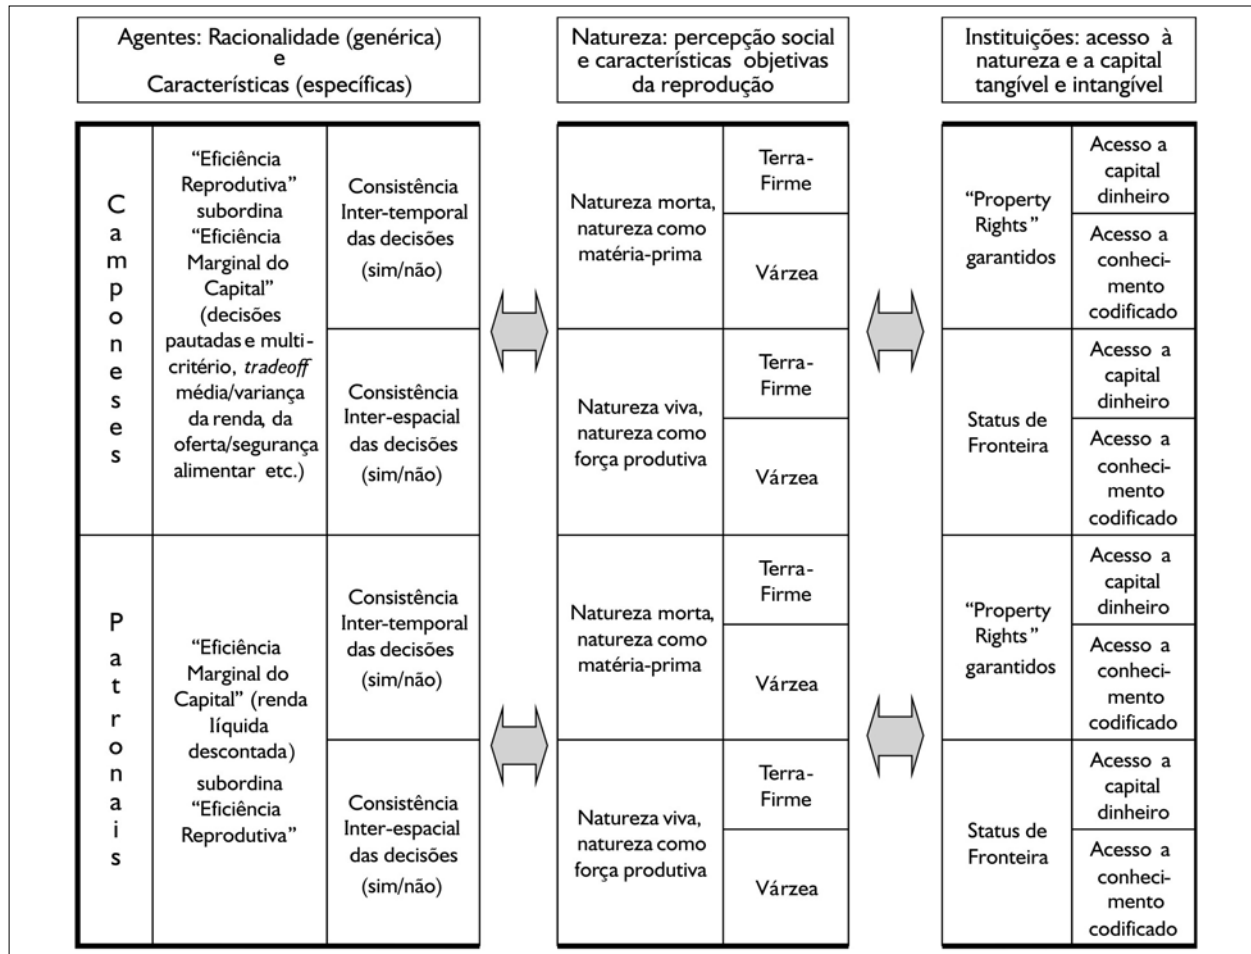 Agentes: Racionalidade (genérica)
e
Características (específicas)
Natureza: percepção social
e características objetivas
da reprodução
Instituições: acesso à
natureza e a capital
tangível e intangível
Camponeses
“Eficiência
Reprodutiva”
subordina
“Eficiência
Marginal do
Capital”
(decisões
pautadas e multi-
critério, tradeoff
média/variança
da renda, da
oferta/segurança
alimentar etc.)
Consistência
Inter-temporal
das decisões
(sim/não)
Consistência
Inter-espacial
das decisões
(sim/não)
Natureza morta,
natureza como
matéria-prima
Terra-
Firme
Várzea
Natureza viva,
natureza como
força produtiva
Terra-
Firme
Várzea
“Property
Rights”
garantidos
Acesso a
capital
dinheiro
Acesso a
conheci-
mento
codificado
Status de
Fronteira
Acesso a
capital
dinheiro
Acesso a
conheci-
mento
codificado
Patronais
“Eficiência
Marginal do
Capital” (renda
líquida
descontada)
subordina
“Eficiência
Reprodutiva”
Consistência
Inter-temporal
das decisões
(sim/não)
Consistência
Inter-espacial
das decisões
(sim/não)
Natureza morta,
natureza como
matéria-prima
Terra-
Firme
Várzea
Natureza viva,
natureza como
força produtiva
Terra-
Firme
Várzea
“Property
Rights”
garantidos
Acesso a
capital
dinheiro
Acesso a
conheci-
mento
codificado
Status de
Fronteira
Acesso a
capital
dinheiro
Acesso a
conheci-
mento
codificado